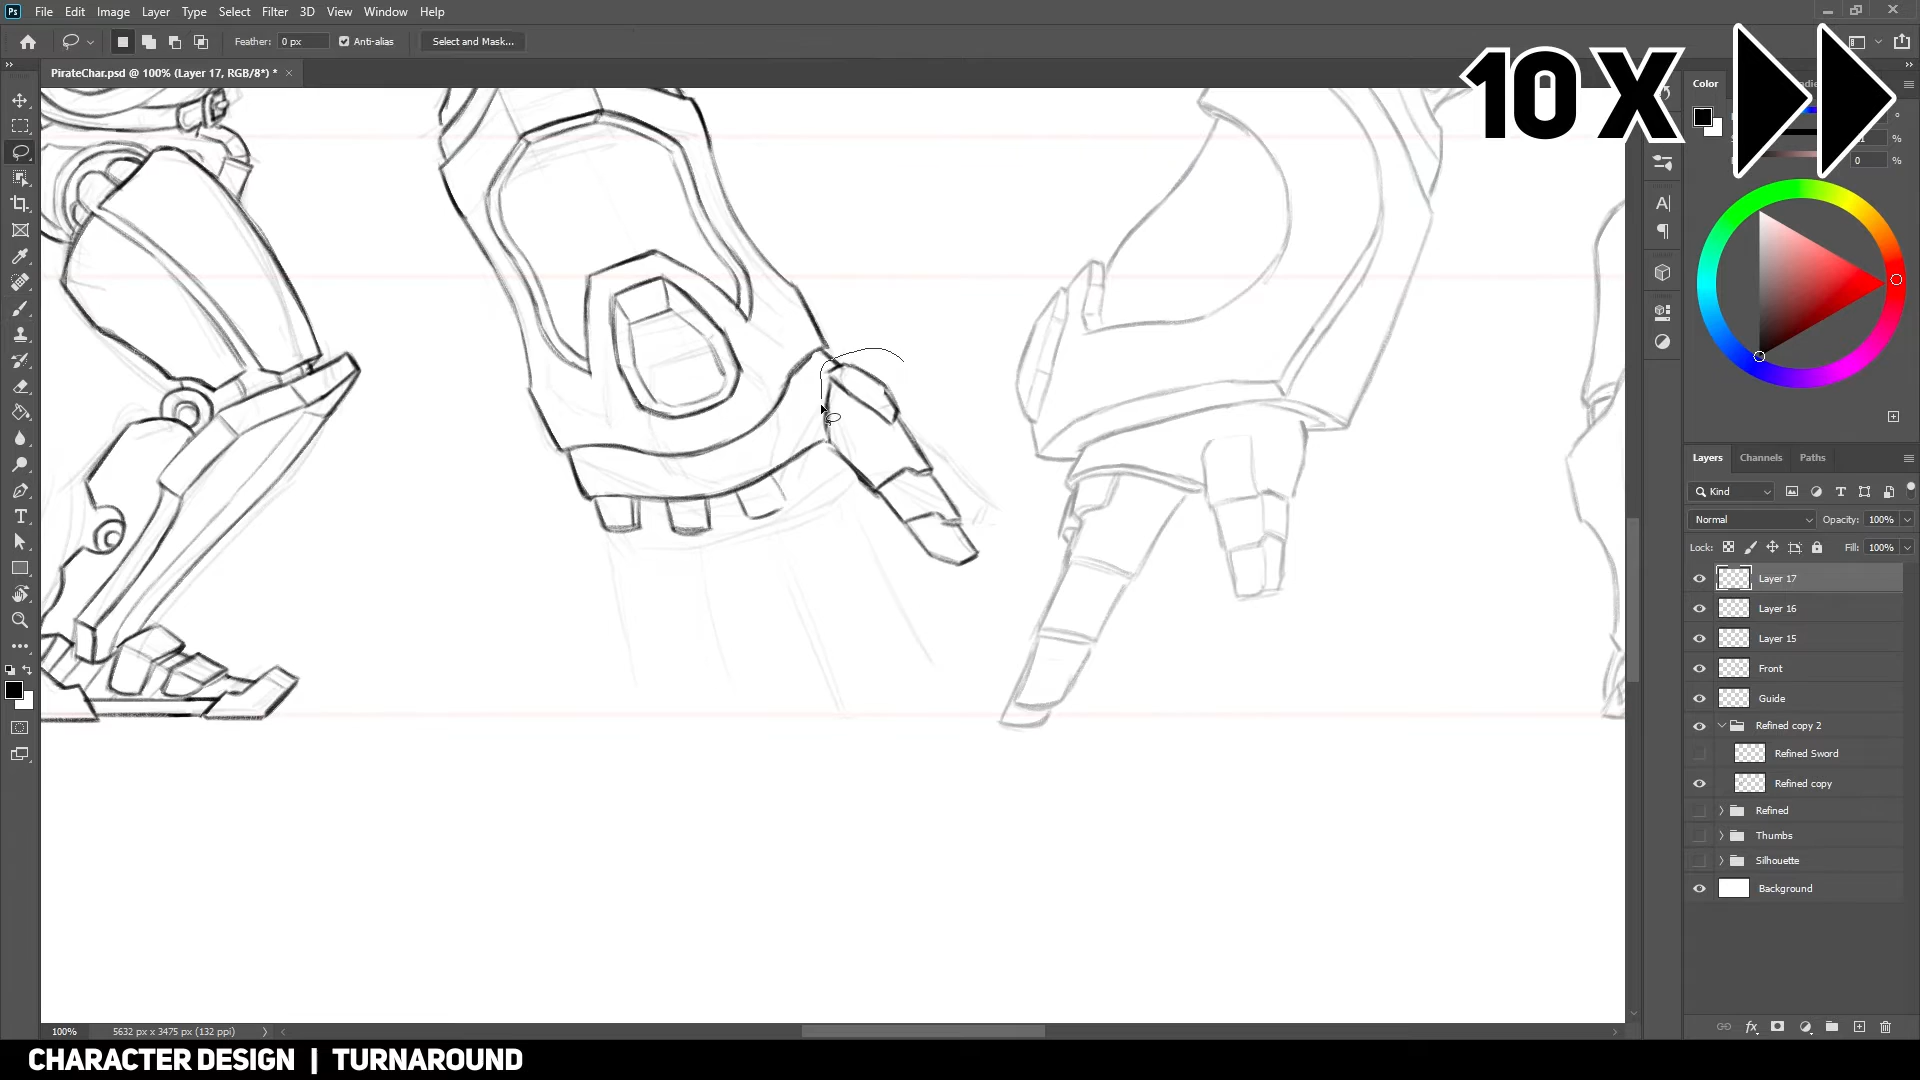 Ps File Edit Image Layer Type Select Filter 3D View Window Help
Feather: 0 px Anti-alias Select and Mask...
PirateChar.psd @ 100% (Layer 17, RGB/8*) * ×
10X
Color
%
0 %
Layers Channels Paths
Kind
Normal Opacity: 100%
Lock: Fill: 100%
Layer 17
Layer 16
Layer 15
Front
Guide
Refined copy 2
Refined Sword
Refined copy
Refined
Thumbs
Silhouette
Background
100% 5632 px x 3475 px (132 ppi)
CHARACTER DESIGN | TURNAROUND